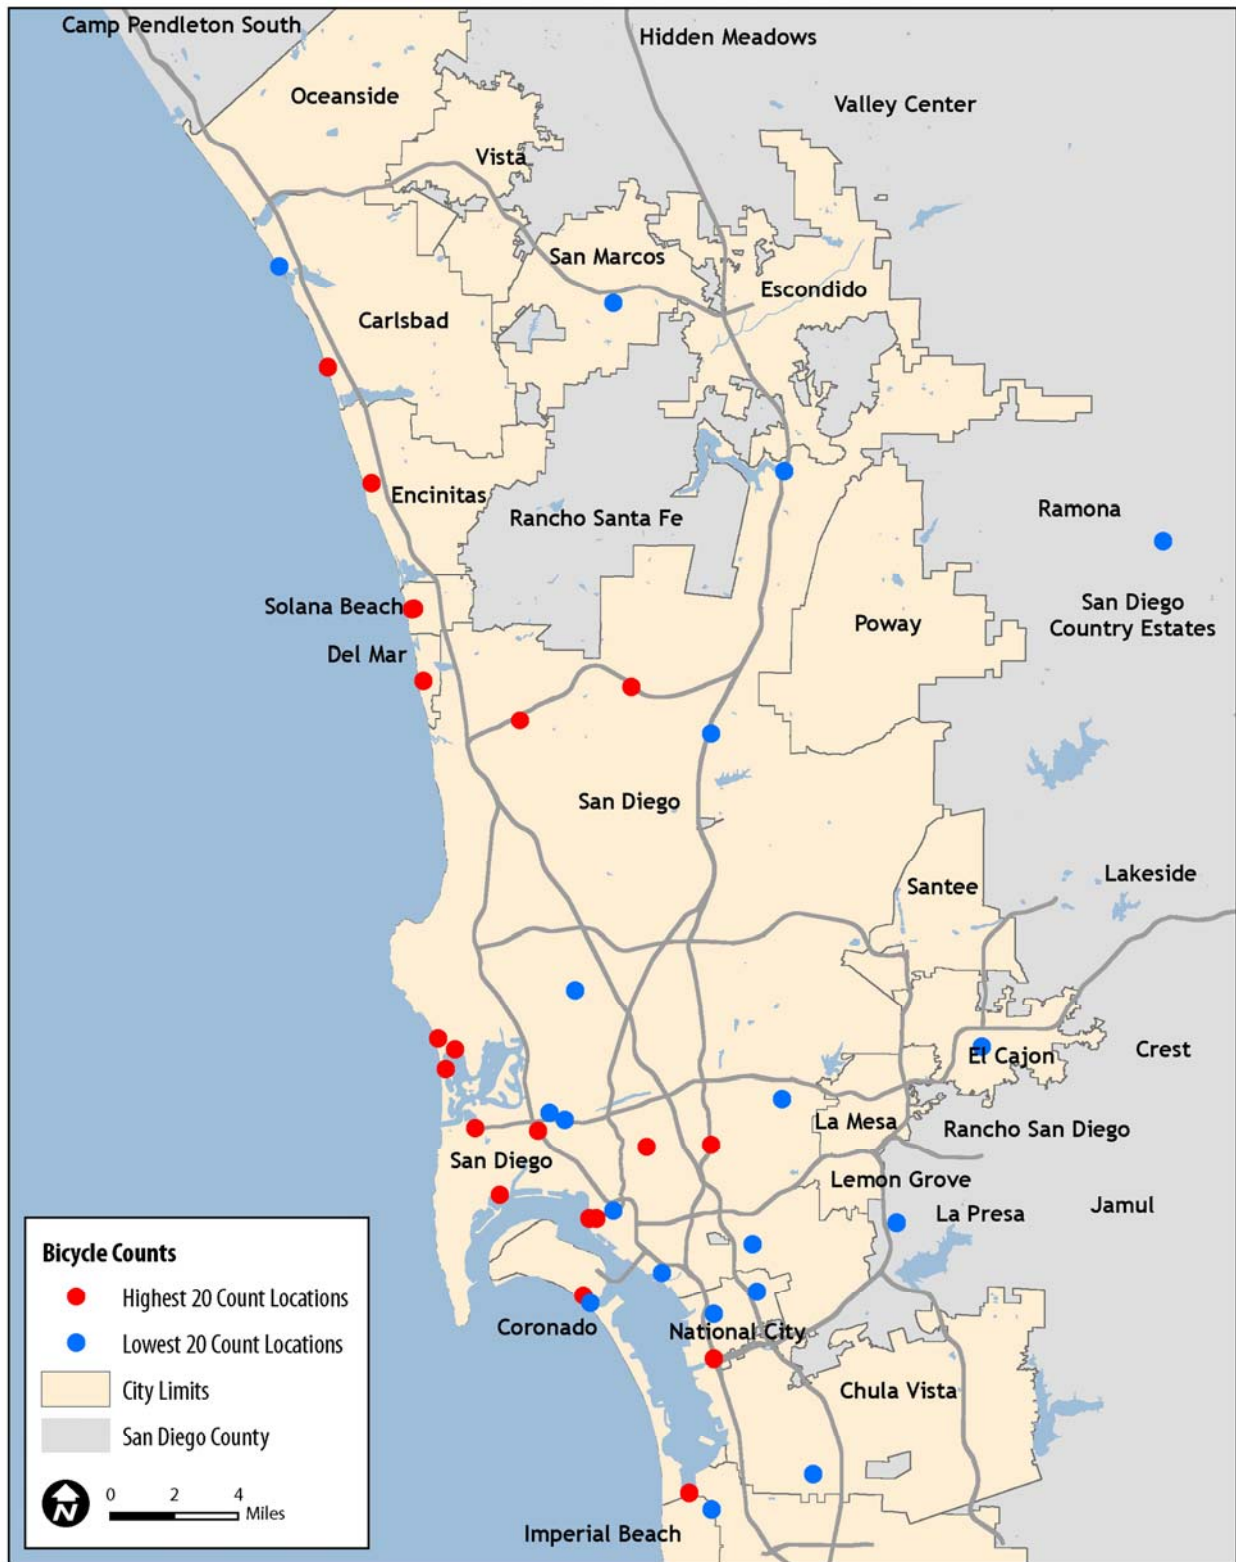 Camp Pendleton South
Hidden Meadows
Oceanside
Valley Center
Vista
San Marcos
Escondido
Carlsbad
Encinitas
Rancho Santa Fe
Ramona
Solana Beach
San Diego
Country Estates
Poway
Del Mar
San Diego
Lakeside
Santee
El Cajon
Crest
La Mesa
Rancho San Diego
San Diego
Lemon Grove
La Presa
Jamul
Coronado
National City
Chula Vista
Imperial Beach
Bicycle Counts
Highest 20 Count Locations
Lowest 20 Count Locations
City Limits
San Diego County
N
0 2 4
Miles